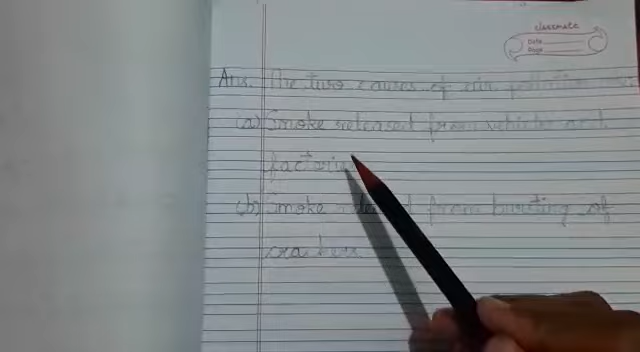 classmate
Date
Page
Ans. The two causes of air pollution are
(a) Smoke released from vehicles and
factories
(b) Smoke released from bursting of
crackers